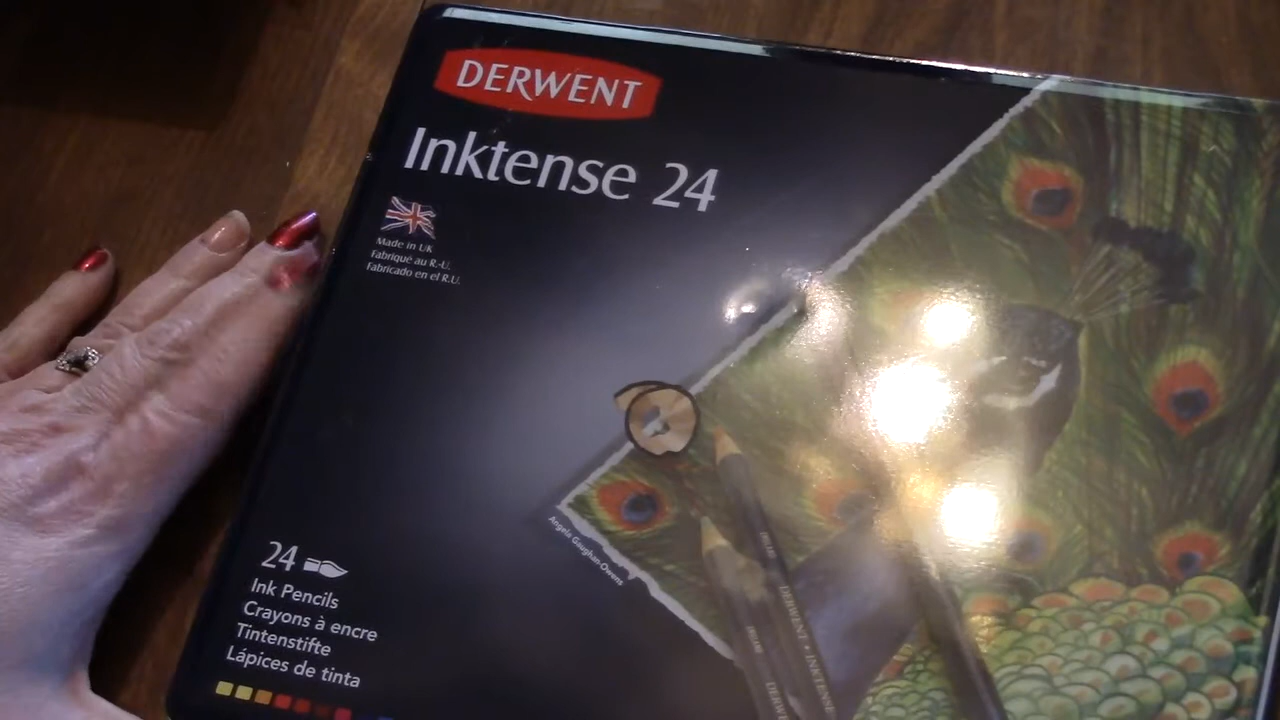 DERWENT
Inktense 24
Made in UK
Fabriqué au R.-U.
Fabricado en el R.U.
Angela Gaughan-Owens
24
Ink Pencils
Crayons à encre
Tintenstifte
Lápices de tinta
DERWENT • INKTENSE